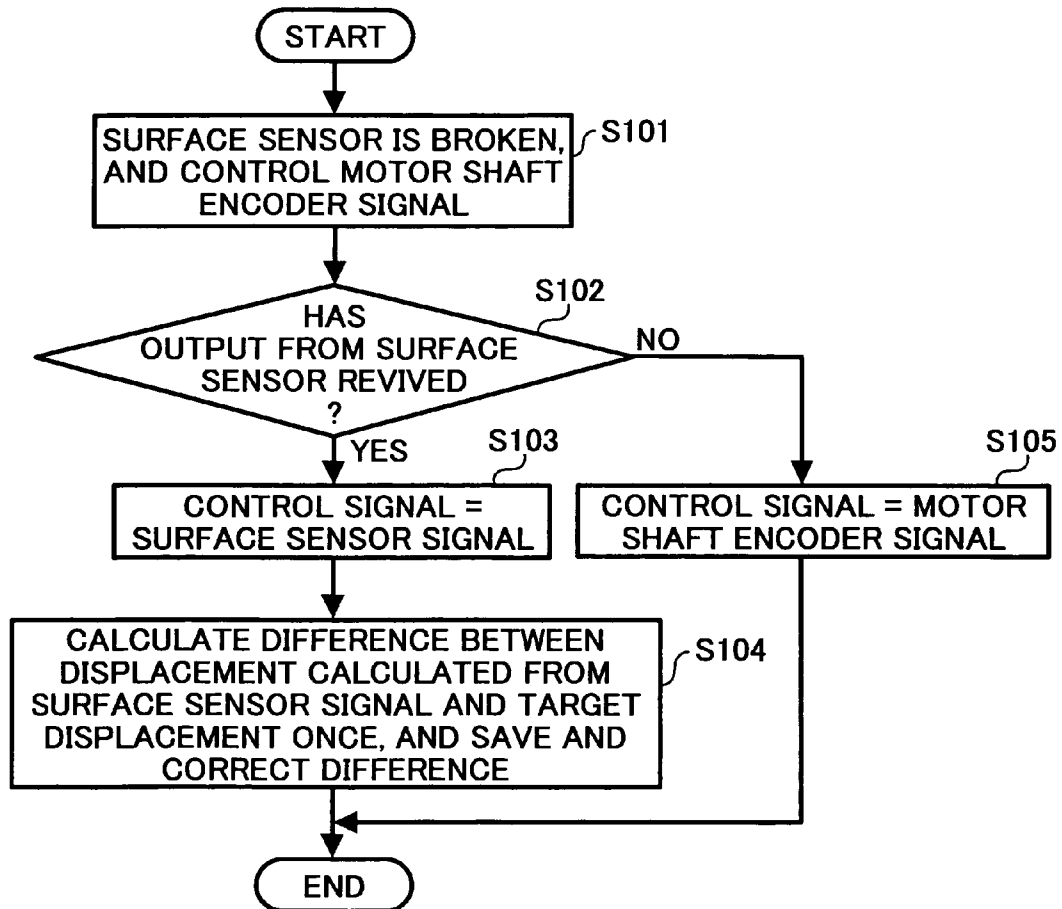 START
SURFACE SENSOR IS BROKEN,
AND CONTROL MOTOR SHAFT
ENCODER SIGNAL
S101
HAS
OUTPUT FROM SURFACE
SENSOR REVIVED
?
S102
NO
YES
S103
CONTROL SIGNAL =
SURFACE SENSOR SIGNAL
S105
CONTROL SIGNAL = MOTOR
SHAFT ENCODER SIGNAL
CALCULATE DIFFERENCE BETWEEN
DISPLACEMENT CALCULATED FROM
SURFACE SENSOR SIGNAL AND TARGET
DISPLACEMENT ONCE, AND SAVE AND
CORRECT DIFFERENCE
S104
END